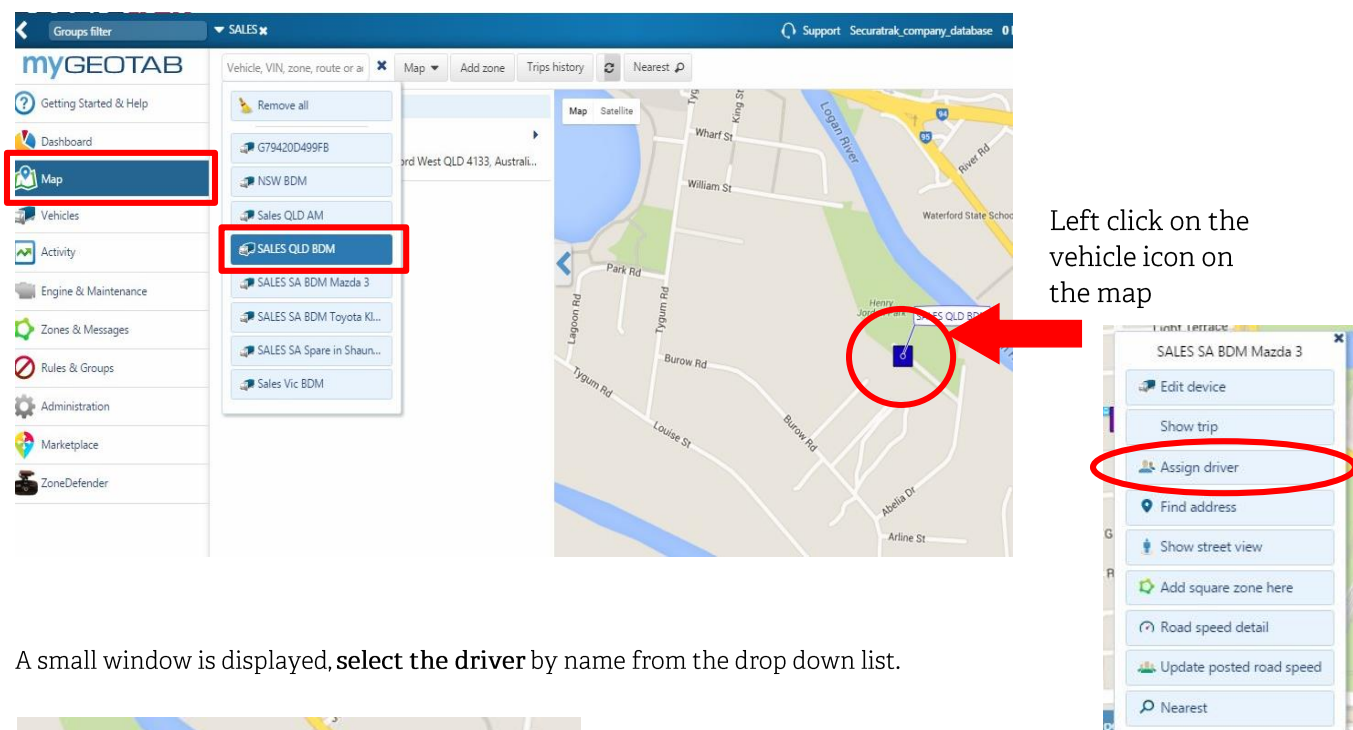 Groups filter
SALES x
Support Securatrak_company_database 0
myGEOTAB
Vehicle, VIN, zone, route or a
Map
Add zone
Trips history
Nearest
Getting Started & Help
Dashboard
Map
Vehicles
Activity
Engine & Maintenance
Zones & Messages
Rules & Groups
Administration
Marketplace
ZoneDefender
Remove all
G79420D499FB
NSW BDM
Sales QLD AM
SALES QLD BDM
SALES SA BDM Mazda 3
SALES SA BDM Toyota Kl...
SALES SA Spare in Shaun...
Sales Vic BDM
ord West QLD 4133, Australi...
Map Satellite
Tyg
King St
Wharf St
William St
Logan River
94
95
River Rd
Waterford State Schoo
Park Rd
Lagoon Rd
Tygum Rd
Henry
SALES QLD BD
Burow Rd
Tygum Rd
Louise St
Burow Rd
Abelia Dr
Arline St
Left click on the
vehicle icon on
the map
Light Terrace
SALES SA BDM Mazda 3
Edit device
Show trip
Assign driver
Find address
Show street view
Add square zone here
Road speed detail
Update posted road speed
Nearest
A small window is displayed, select the driver by name from the drop down list.